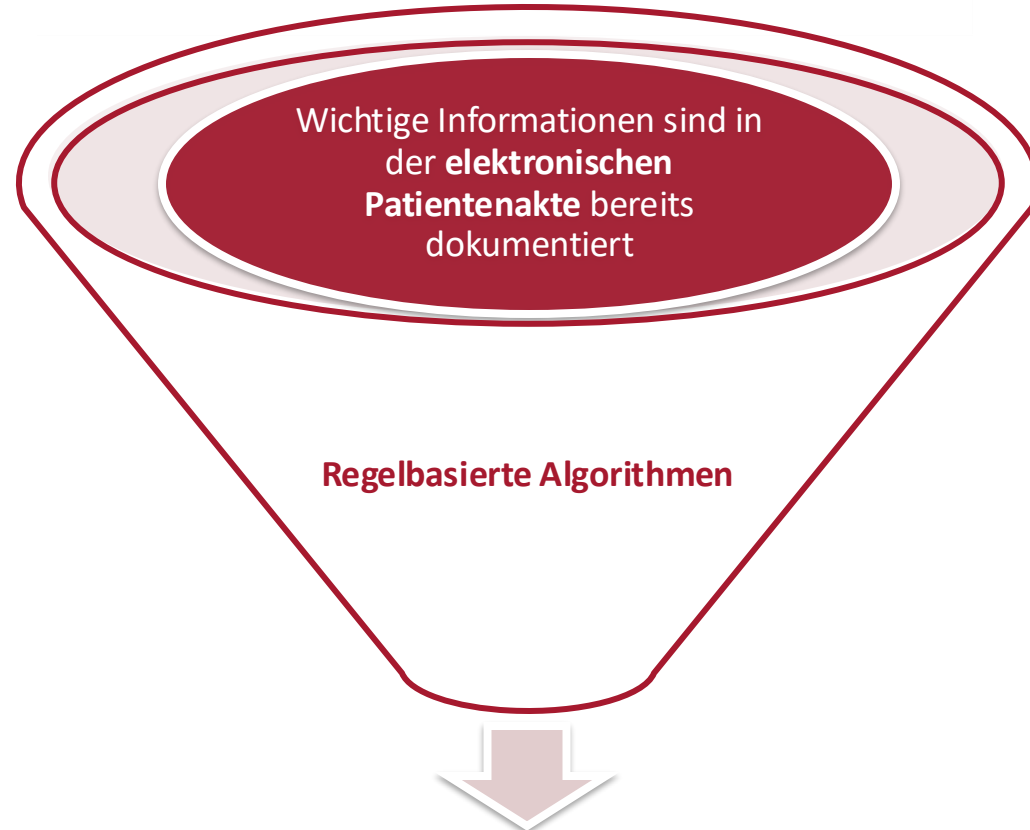 Wichtige Informationen sind in
der elektronischen
Patientenakte bereits
dokumentiert
Regelbasierte Algorithmen